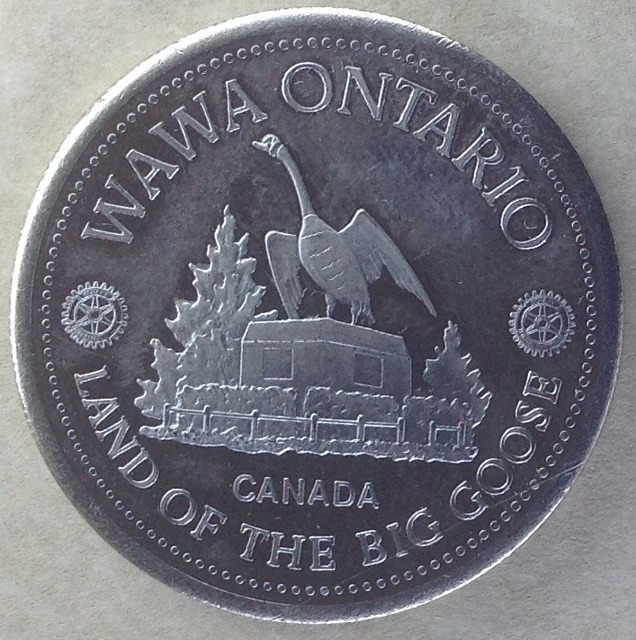 WAWA ONTARIO
CANADA
LAND OF THE BIG GOOSE